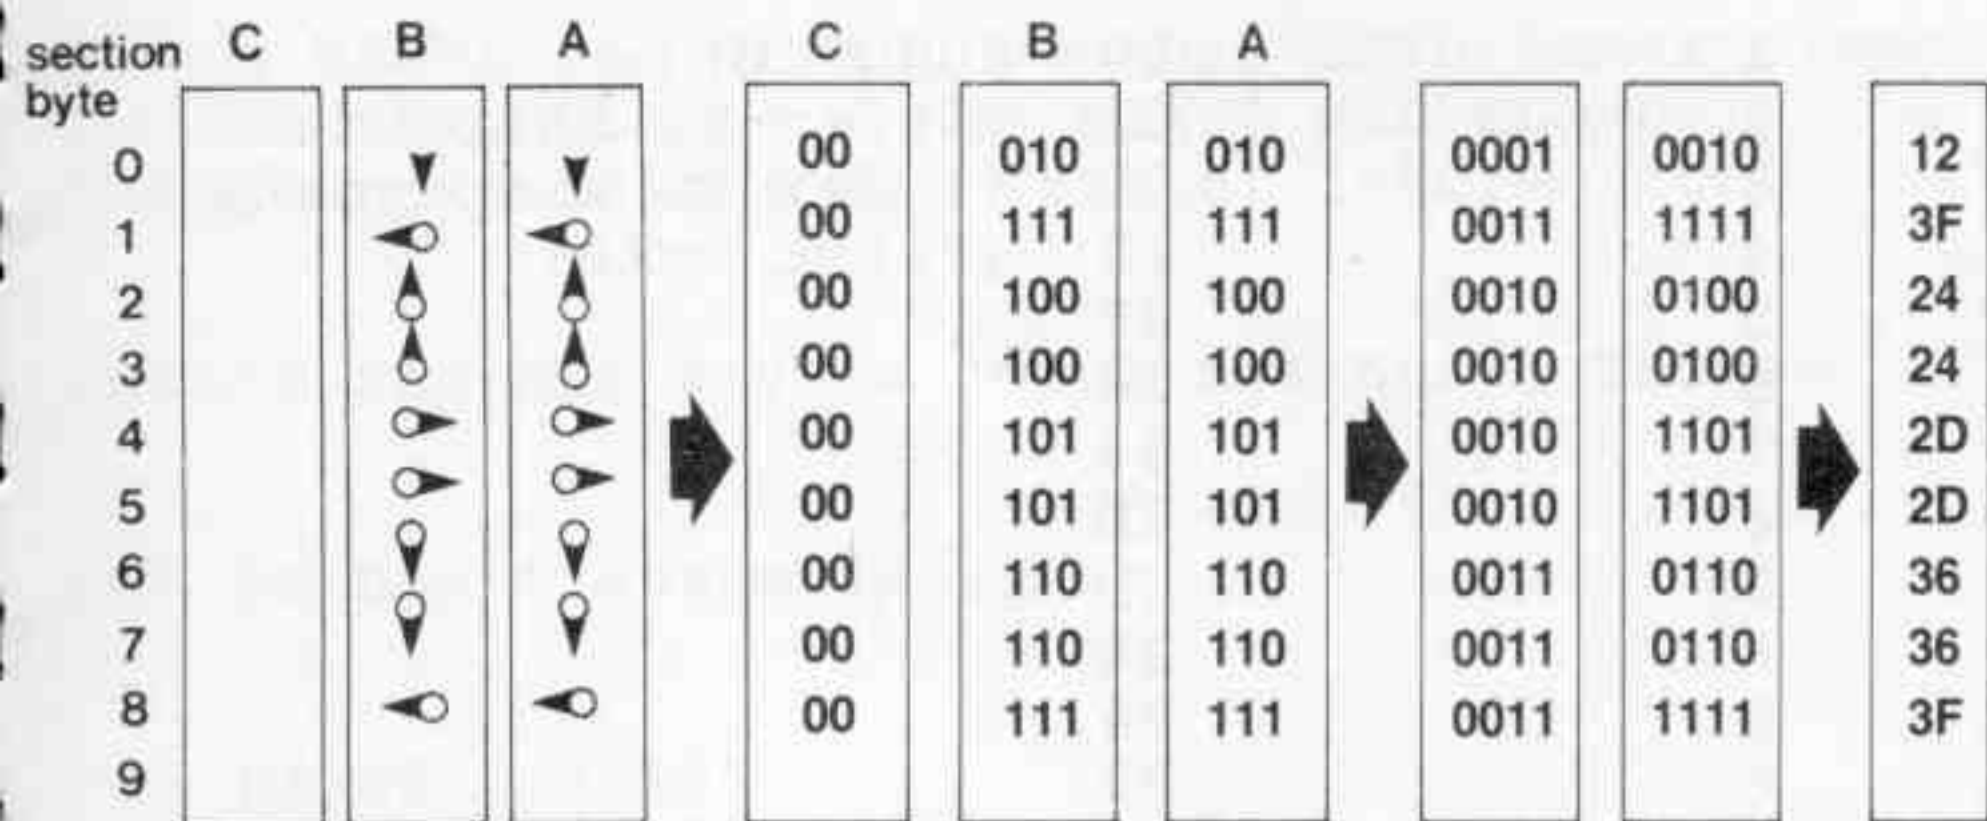 section C B A C B A
byte
0 00 010 010 0001 0010 12
1 00 111 111 0011 1111 3F
2 00 100 100 0010 0100 24
3 00 100 100 0010 0100 24
4 00 101 101 0010 1101 2D
5 00 101 101 0010 1101 2D
6 00 110 110 0011 0110 36
7 00 110 110 0011 0110 36
8 00 111 111 0011 1111 3F
9